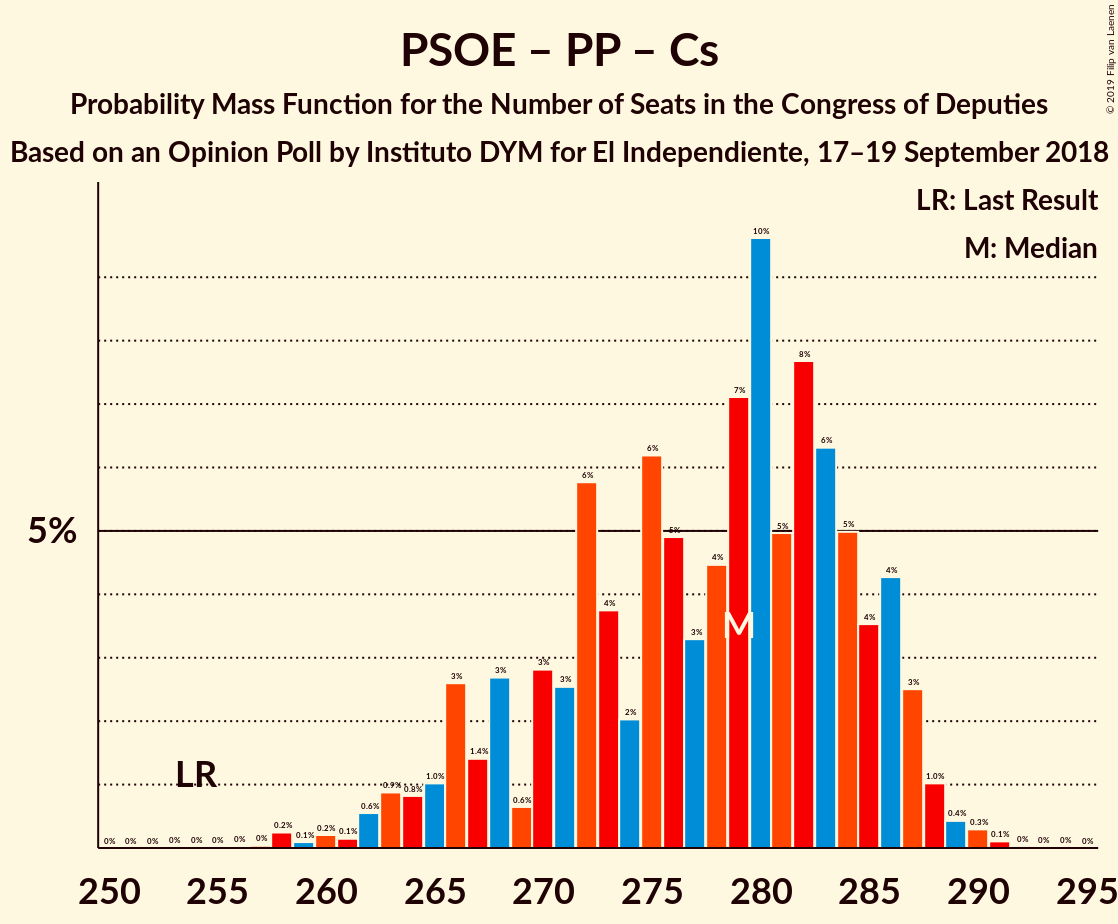 PSOE – PP – Cs
Probability Mass Function for the Number of Seats in the Congress of Deputies
Based on an Opinion Poll by Instituto DYM for El Independiente, 17–19 September 2018
© 2019 Filip van Laenen
LR: Last Result
M: Median
5%
LR
M
0% 0% 0% 0% 0% 0% 0% 0% 0.2% 0.1% 0.2% 0.1% 0.6% 0.9% 0.8% 1.0% 3% 1.4% 3% 0.6% 3% 3% 6% 4% 2% 6% 5% 3% 4% 7% 10% 5% 8% 6% 5% 4% 4% 3% 1.0% 0.4% 0.3% 0.1% 0% 0% 0% 0%
250 255 260 265 270 275 280 285 290 295